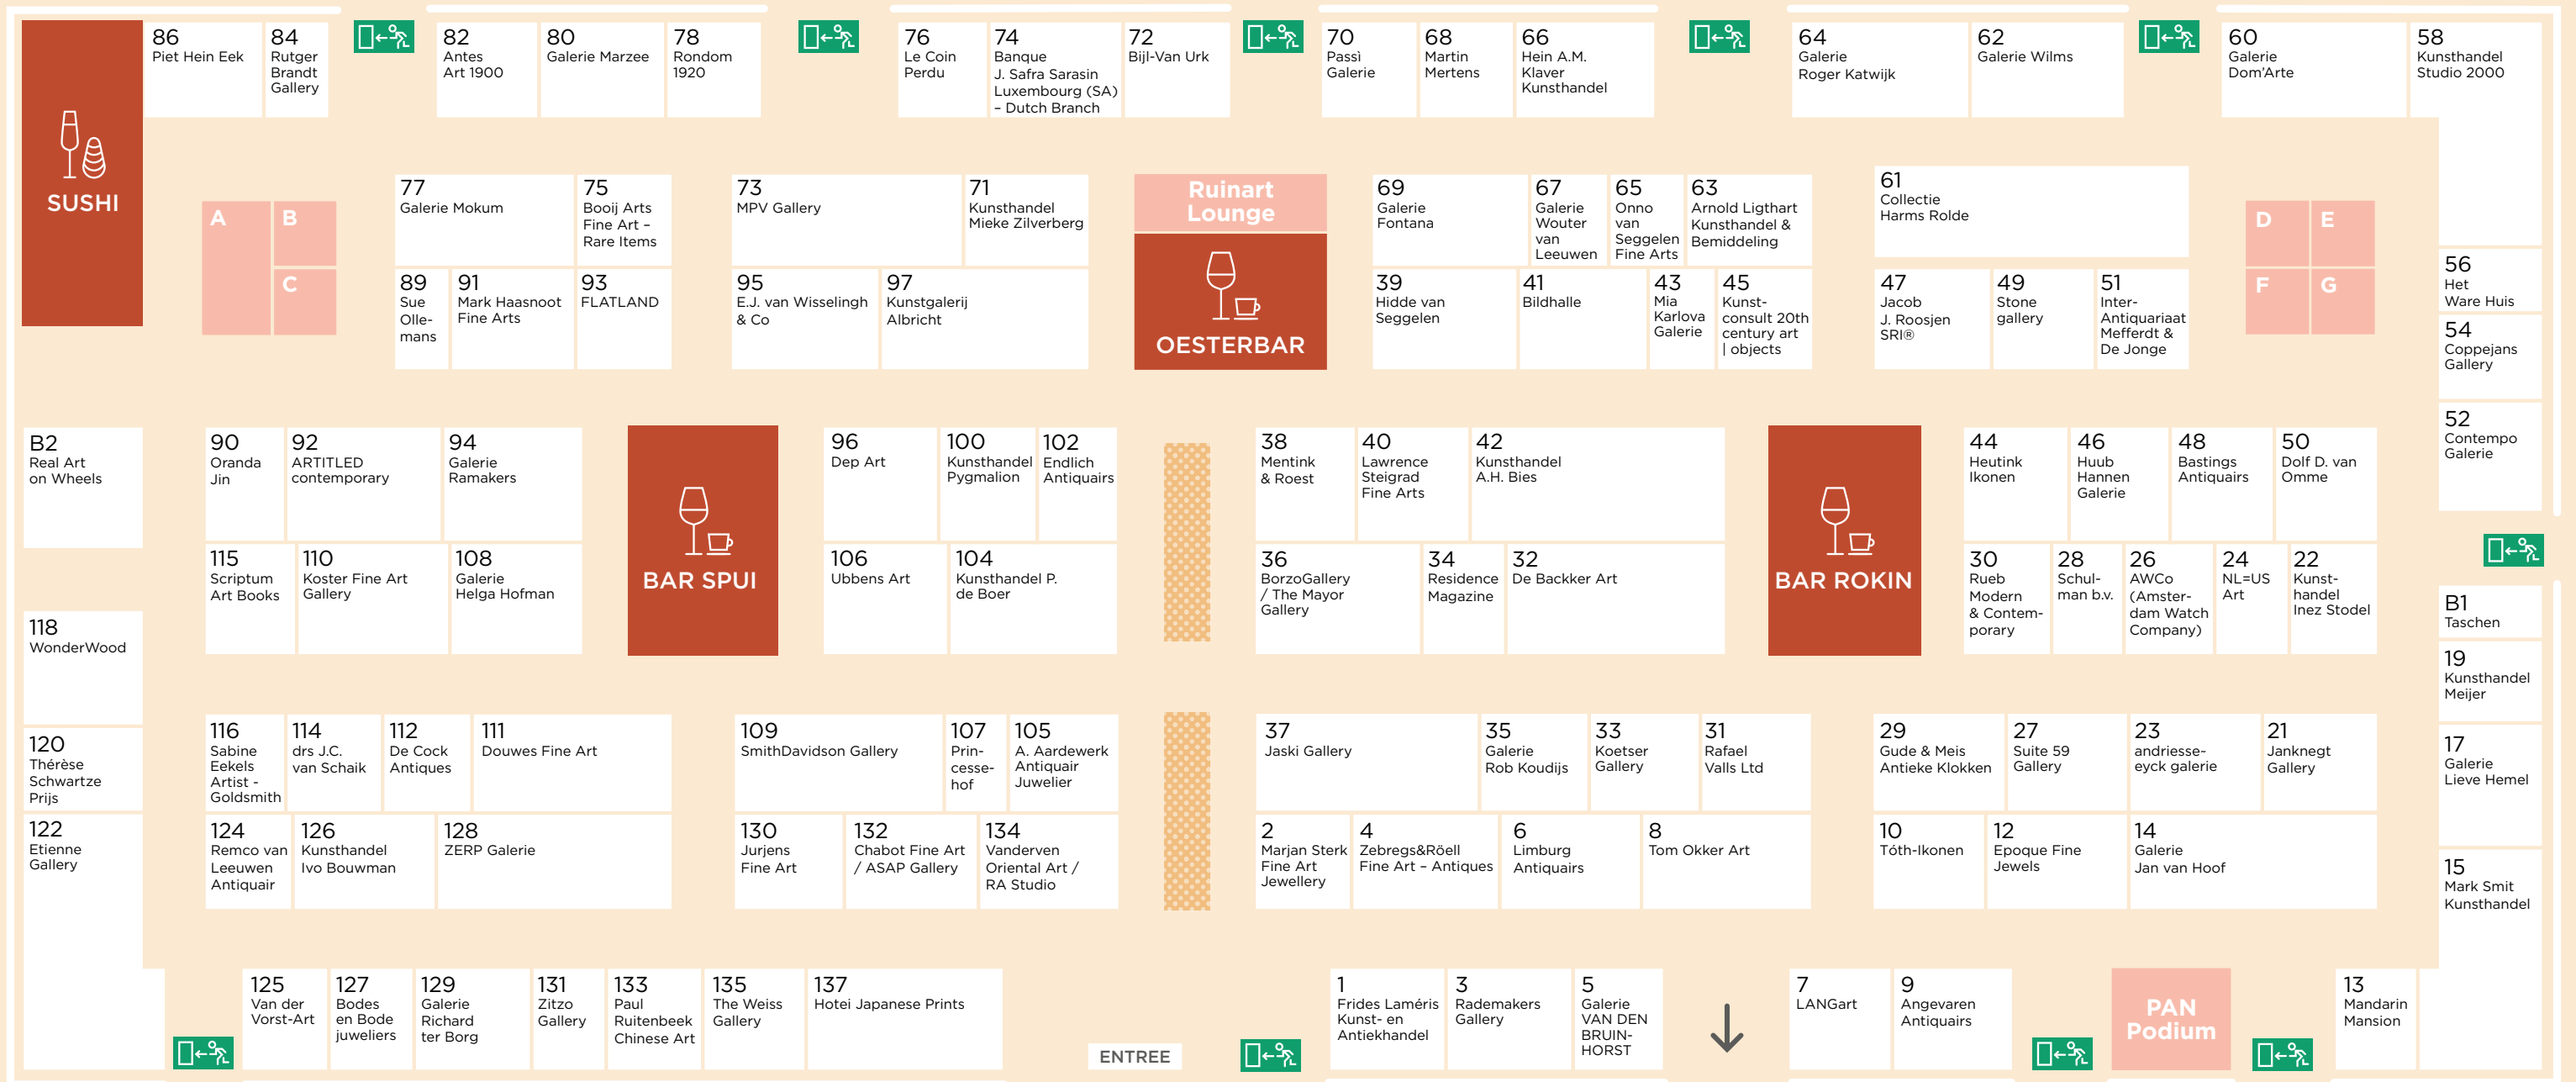 SUSHI
86
Piet Hein Eek
84
Rutger
Brandt
Gallery
82
Antes
Art 1900
80
Galerie Marzee
78
Rondom
1920
76
Le Coin
Perdu
74
Banque
J. Safra Sarasin
Luxembourg (SA)
– Dutch Branch
72
Bijl-Van Urk
70
Passì
Galerie
68
Martin
Mertens
66
Hein A.M.
Klaver
Kunsthandel
64
Galerie
Roger Katwijk
62
Galerie Wilms
60
Galerie
Dom'Arte
58
Kunsthandel
Studio 2000
A
B
C
77
Galerie Mokum
75
Booij Arts
Fine Art –
Rare Items
73
MPV Gallery
71
Kunsthandel
Mieke Zilverberg
Ruinart
Lounge
69
Galerie
Fontana
67
Galerie
Wouter
van
Leeuwen
65
Onno
van
Seggelen
Fine Arts
63
Arnold Ligthart
Kunsthandel &
Bemiddeling
61
Collectie
Harms Rolde
D
E
F
G
89
Sue
Olle-
mans
91
Mark Haasnoot
Fine Arts
93
FLATLAND
95
E.J. van Wisselingh
& Co
97
Kunstgalerij
Albricht
OESTERBAR
39
Hidde van
Seggelen
41
Bildhalle
43
Mia
Karlova
Galerie
45
Kunst-
consult 20th
century art
| objects
47
Jacob
J. Roosjen
SRI®
49
Stone
gallery
51
Inter-
Antiquariaat
Mefferdt &
De Jonge
56
Het
Ware Huis
54
Coppejans
Gallery
52
Contempo
Galerie
B2
Real Art
on Wheels
90
Oranda
Jin
92
ARTITLED
contemporary
94
Galerie
Ramakers
BAR SPUI
96
Dep Art
100
Kunsthandel
Pygmalion
102
Endlich
Antiquairs
38
Mentink
& Roest
40
Lawrence
Steigrad
Fine Arts
42
Kunsthandel
A.H. Bies
BAR ROKIN
44
Heutink
Ikonen
46
Huub
Hannen
Galerie
48
Bastings
Antiquairs
50
Dolf D. van
Omme
115
Scriptum
Art Books
110
Koster Fine Art
Gallery
108
Galerie
Helga Hofman
106
Ubbens Art
104
Kunsthandel P.
de Boer
36
BorzoGallery
/ The Mayor
Gallery
34
Residence
Magazine
32
De Backker Art
30
Rueb
Modern
& Contem-
porary
28
Schul-
man b.v.
26
AWCo
(Amster-
dam Watch
Company)
24
NL=US
Art
22
Kunst-
handel
Inez Stodel
B1
Taschen
118
WonderWood
19
Kunsthandel
Meijer
120
Thérèse
Schwartze
Prijs
116
Sabine
Eekels
Artist -
Goldsmith
114
drs J.C.
van Schaik
112
De Cock
Antiques
111
Douwes Fine Art
109
SmithDavidson Gallery
107
Prin-
cesse-
hof
105
A. Aardewerk
Antiquair
Juwelier
37
Jaski Gallery
35
Galerie
Rob Koudijs
33
Koetser
Gallery
31
Rafael
Valls Ltd
29
Gude & Meis
Antieke Klokken
27
Suite 59
Gallery
23
andriesse-
eyck galerie
21
Janknegt
Gallery
17
Galerie
Lieve Hemel
122
Etienne
Gallery
124
Remco van
Leeuwen
Antiquair
126
Kunsthandel
Ivo Bouwman
128
ZERP Galerie
130
Jurjens
Fine Art
132
Chabot Fine Art
/ ASAP Gallery
134
Vanderven
Oriental Art /
RA Studio
2
Marjan Sterk
Fine Art
Jewellery
4
Zebregs&Röell
Fine Art – Antiques
6
Limburg
Antiquairs
8
Tom Okker Art
10
Tóth-Ikonen
12
Epoque Fine
Jewels
14
Galerie
Jan van Hoof
15
Mark Smit
Kunsthandel
125
Van der
Vorst-Art
127
Bodes
en Bode
juweliers
129
Galerie
Richard
ter Borg
131
Zitzo
Gallery
133
Paul
Ruitenbeek
Chinese Art
135
The Weiss
Gallery
137
Hotei Japanese Prints
ENTREE
1
Frides Laméris
Kunst- en
Antiekhandel
3
Rademakers
Gallery
5
Galerie
VAN DEN
BRUIN-
HORST
7
LANGart
9
Angevaren
Antiquairs
PAN
Podium
13
Mandarin
Mansion